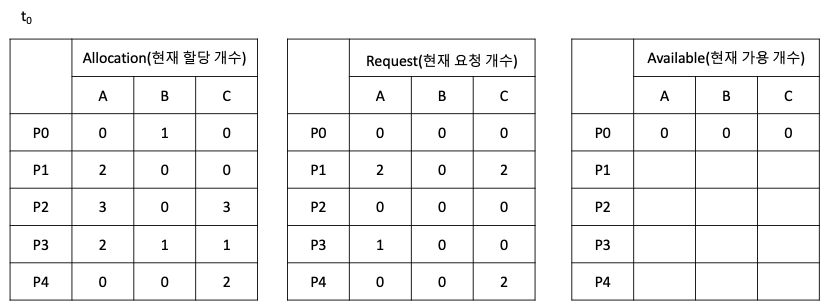 t0
Allocation(현재 할당 개수) Request(현재 요청 개수) Available(현재 가용 개수)
A B C A B C A B C
P0 0 1 0 P0 0 0 0 P0 0 0 0
P1 2 0 0 P1 2 0 2 P1
P2 3 0 3 P2 0 0 0 P2
P3 2 1 1 P3 1 0 0 P3
P4 0 0 2 P4 0 0 2 P4